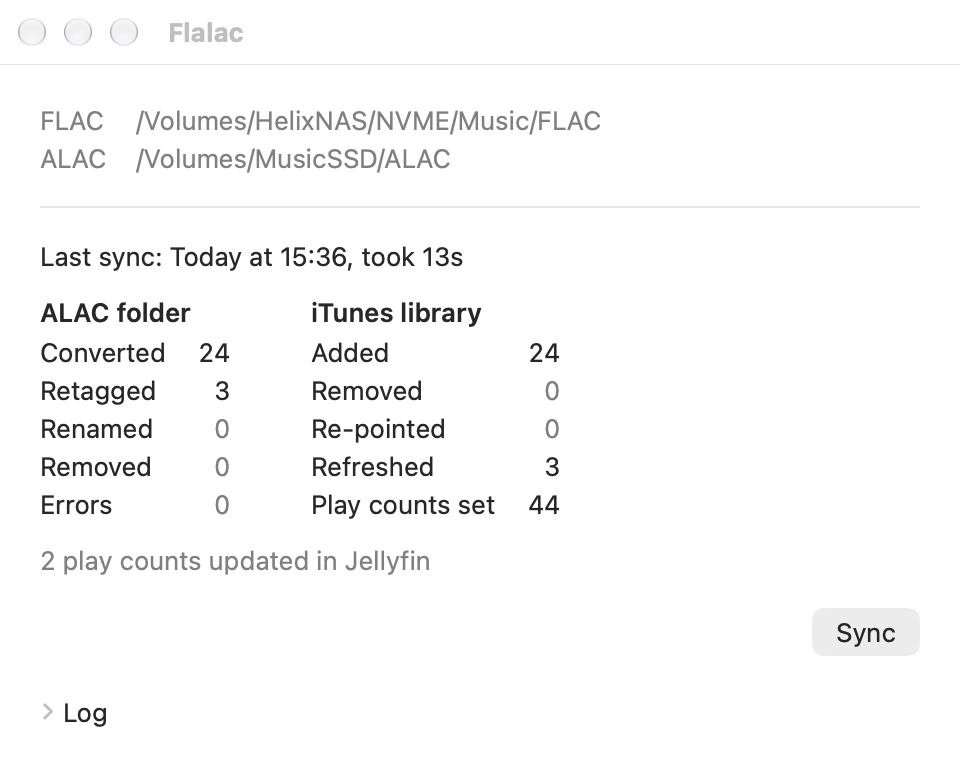 Flalac
FLAC /Volumes/HelixNAS/NVME/Music/FLAC
ALAC /Volumes/MusicSSD/ALAC
Last sync: Today at 15:36, took 13s
ALAC folder iTunes library
Converted 24 Added 24
Retagged 3 Removed 0
Renamed 0 Re-pointed 0
Removed 0 Refreshed 3
Errors 0 Play counts set 44
2 play counts updated in Jellyfin
Sync
Log